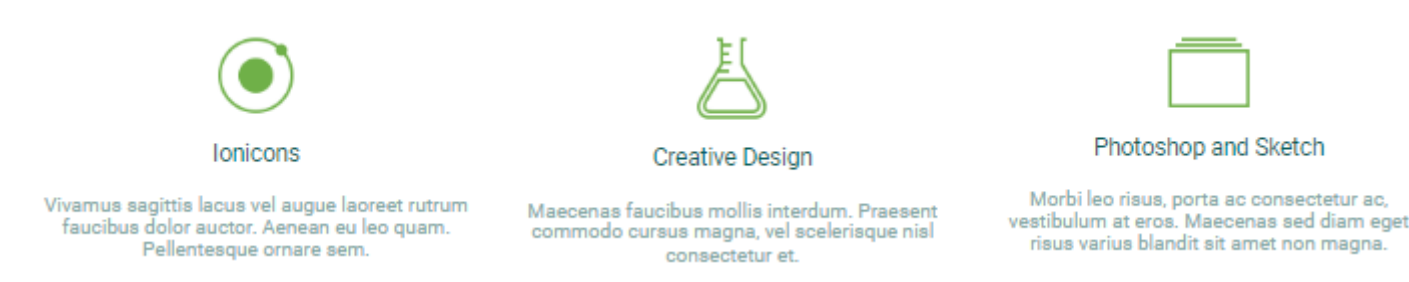 Ionicons
Vivamus sagittis lacus vel augue laoreet rutrum
faucibus dolor auctor. Aenean eu leo quam.
Pellentesque ornare sem.
Creative Design
Maecenas faucibus mollis interdum. Praesent
commodo cursus magna, vel scelerisque nisl
consectetur et.
Photoshop and Sketch
Morbi leo risus, porta ac consectetur ac,
vestibulum at eros. Maecenas sed diam eget
risus varius blandit sit amet non magna.